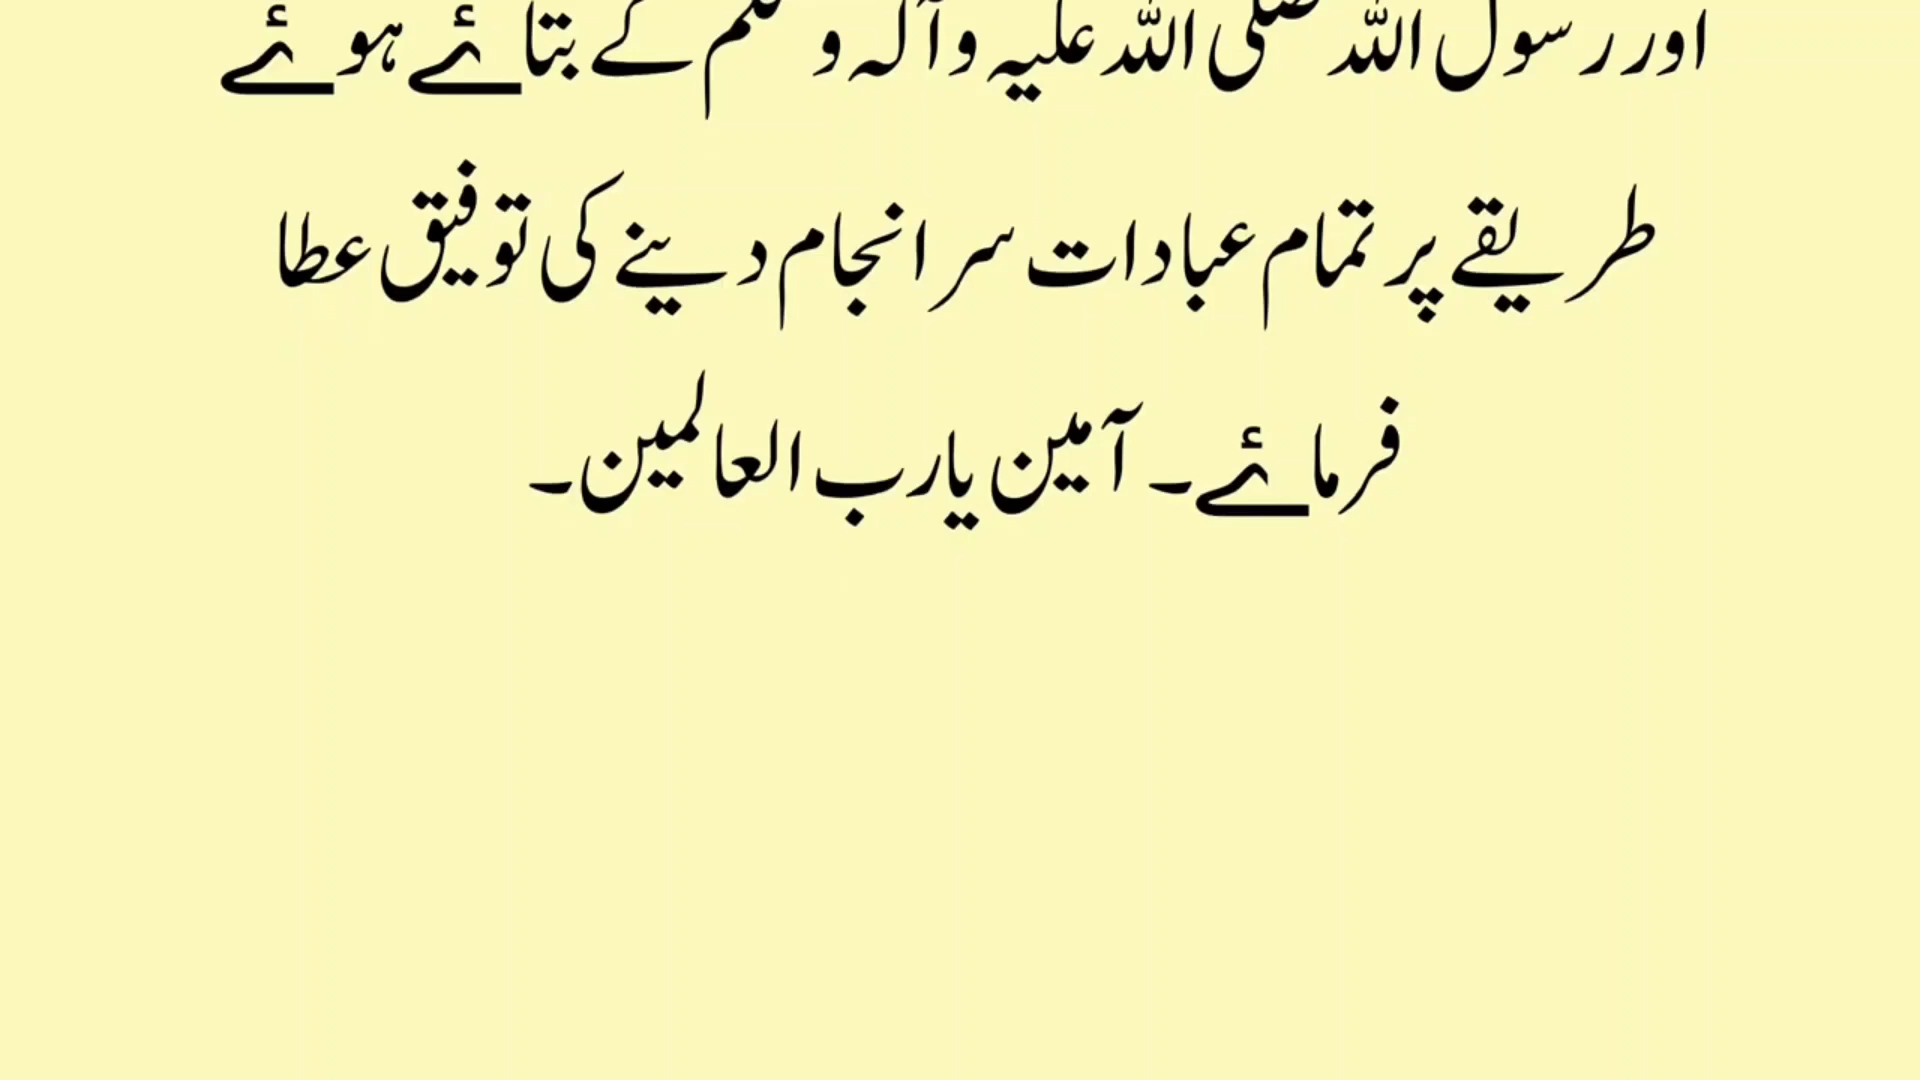 اور رسول اللہ صلی اللہ علیہ وآلہ وسلم کے بتائے ہوئے
طریقے پر تمام عبادات سرانجام دینے کی توفیق عطا
فرمائے۔ آمین یارب العالمین۔